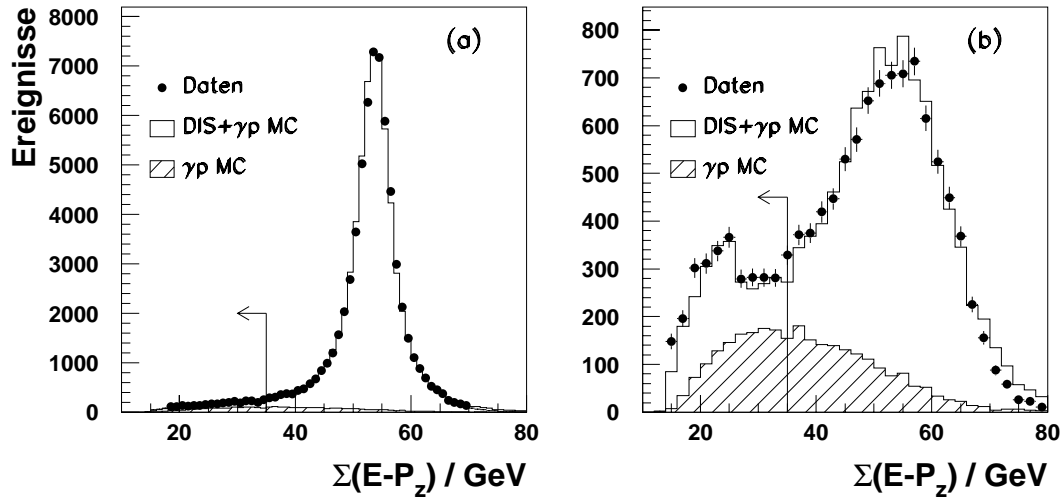 Ereignisse
8000
7000
6000
5000
4000
3000
2000
1000
0
(a)
Daten
DIS+γp MC
γp MC
20
40
60
80
Σ(E-Pz) / GeV
800
700
600
500
400
300
200
100
0
(b)
Daten
DIS+γp MC
γp MC
20
40
60
80
Σ(E-Pz) / GeV